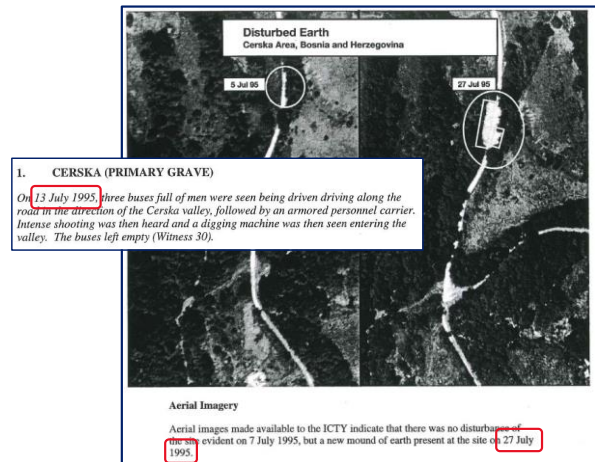 Disturbed Earth
Cerska Area, Bosnia and Herzegovina
5 Jul 95
27 Jul 95
1. CERSKA (PRIMARY GRAVE)
On 13 July 1995, three buses full of men were seen being driven driving along the
road in the direction of the Cerska valley, followed by an armored personnel carrier.
Intense shooting was then heard and a digging machine was then seen entering the
valley. The buses left empty (Witness 30).
Aerial Imagery
Aerial images made available to the ICTY indicate that there was no disturbance of
the site evident on 7 July 1995, but a new mound of earth present at the site on 27 July
1995.